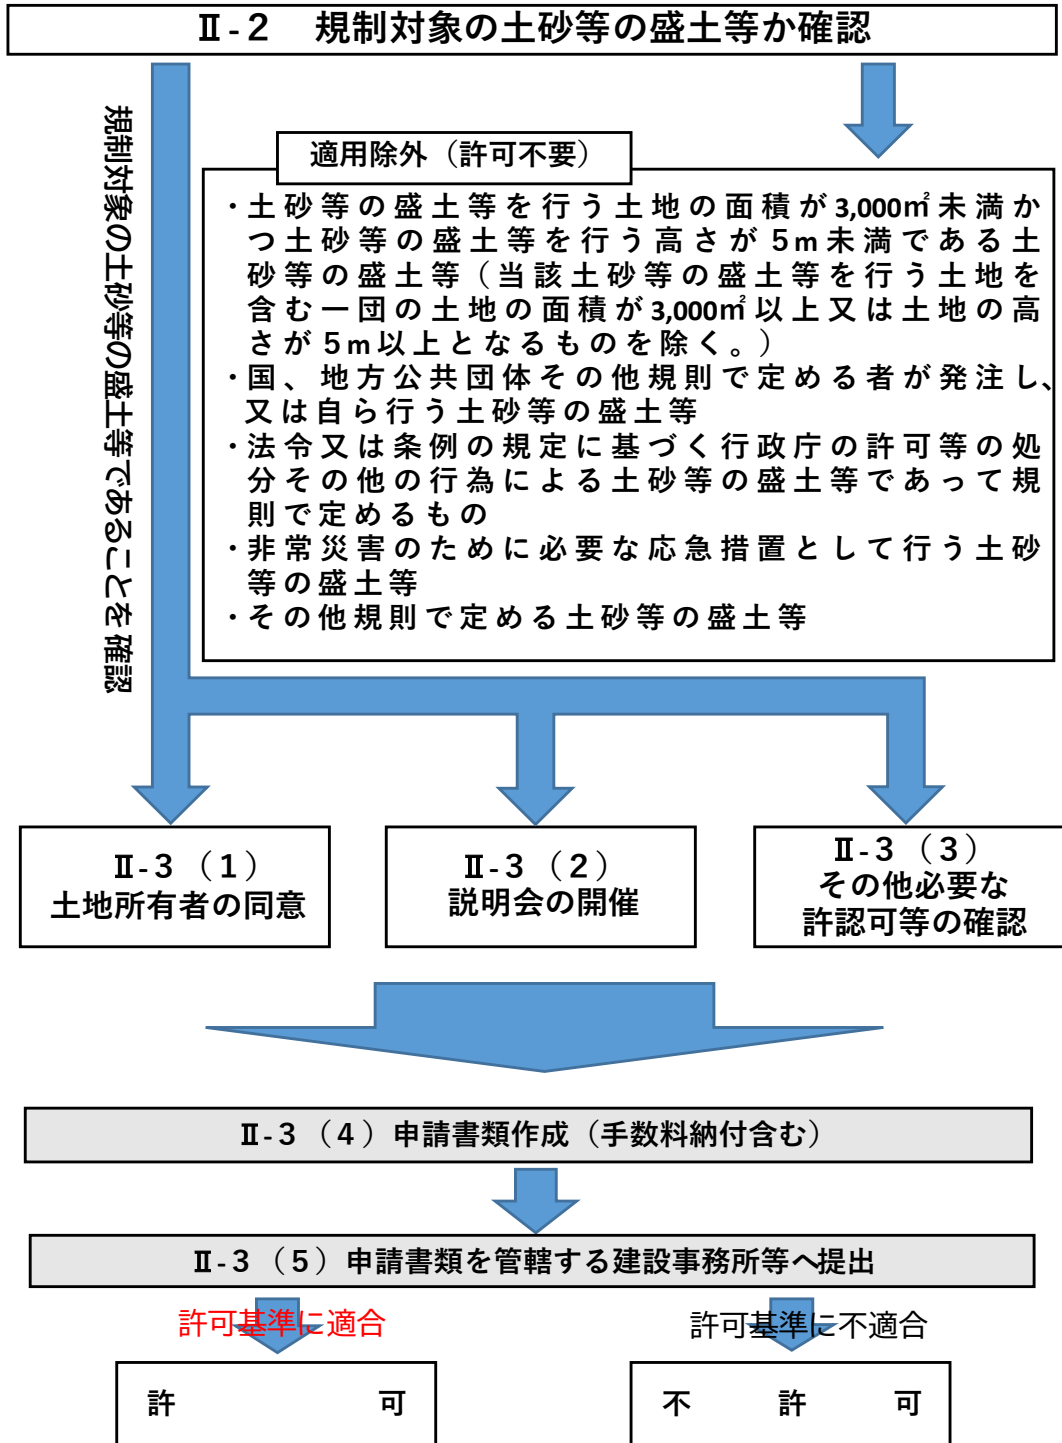 Ⅱ-２　規制対象の土砂等の盛土等か確認
規制対象の土砂等の盛土等であることを確認
適用除外（許可不要）
・土砂等の盛土等を行う土地の面積が3,000㎡未満か
つ土砂等の盛土等を行う高さが５ｍ未満である土
砂等の盛土等（当該土砂等の盛土等を行う土地を
含む一団の土地の面積が3,000㎡以上又は土地の高
さが５ｍ以上となるものを除く。）
・国、地方公共団体その他規則で定める者が発注し、
又は自ら行う土砂等の盛土等
・法令又は条例の規定に基づく行政庁の許可等の処
分その他の行為による土砂等の盛土等であって規
則で定めるもの
・非常災害のために必要な応急措置として行う土砂
等の盛土等
・その他規則で定める土砂等の盛土等
Ⅱ-３（１）
土地所有者の同意
Ⅱ-３（２）
説明会の開催
Ⅱ-３（３）
その他必要な
許認可等の確認
Ⅱ-３（４）申請書類作成（手数料納付含む）
Ⅱ-３（５）申請書類を管轄する建設事務所等へ提出
許可基準に適合
許可基準に不適合
許　可
不　許　可